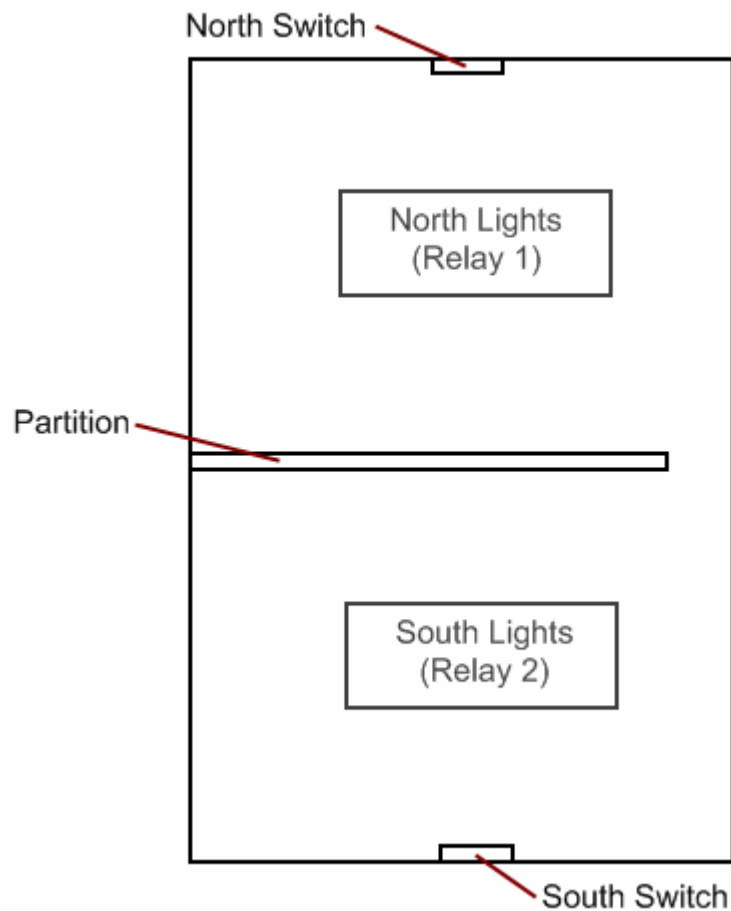 North Switch
North Lights
(Relay 1)
Partition
South Lights
(Relay 2)
South Switch